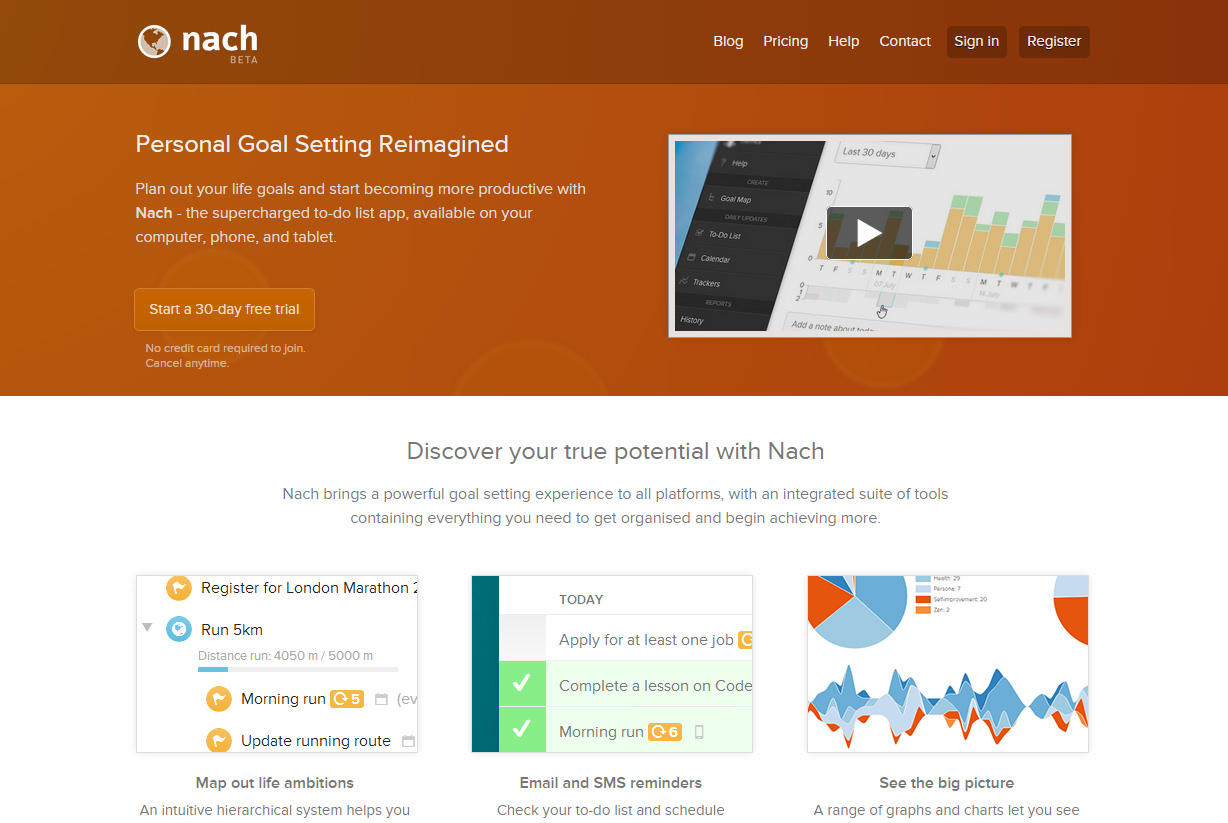 nach
BETA
Blog Pricing Help Contact Sign in Register
Personal Goal Setting Reimagined
Plan out your life goals and start becoming more productive with
Nach - the supercharged to-do list app, available on your
computer, phone, and tablet.
Start a 30-day free trial
No credit card required to join.
Cancel anytime.
Help
CREATE
Goal Map
DAILY UPDATES
To-Do List
Calendar
Trackers
REPORTS
History
Last 30 days
10
5
0
T F S S M T W T F S S M T W T F S
07 July
14 July
0
1
2
Add a note about today
Discover your true potential with Nach
Nach brings a powerful goal setting experience to all platforms, with an integrated suite of tools
containing everything you need to get organised and begin achieving more.
Register for London Marathon 2
Run 5km
Distance run: 4050 m / 5000 m
Morning run 5 (ev
Update running route
TODAY
Apply for at least one job
Complete a lesson on Code
Morning run 6
Health: 29
Persona: 7
Self-improvement: 20
Zen: 2
Map out life ambitions
An intuitive hierarchical system helps you
Email and SMS reminders
Check your to-do list and schedule
See the big picture
A range of graphs and charts let you see